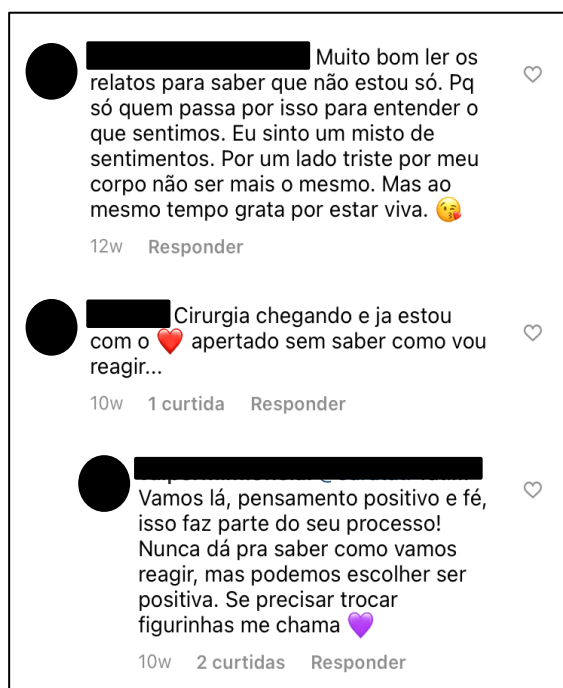 Muito bom ler os
relatos para saber que não estou só. Pq
só quem passa por isso para entender o
que sentimos. Eu sinto um misto de
sentimentos. Por um lado triste por meu
corpo não ser mais o mesmo. Mas ao
mesmo tempo grata por estar viva. 😘
12w Responder
Cirurgia chegando e ja estou
com o ❤️ apertado sem saber como vou
reagir...
10w 1 curtida Responder
Vamos lá, pensamento positivo e fé,
isso faz parte do seu processo!
Nunca dá pra saber como vamos
reagir, mas podemos escolher ser
positiva. Se precisar trocar
figurinhas me chama 💜
10w 2 curtidas Responder